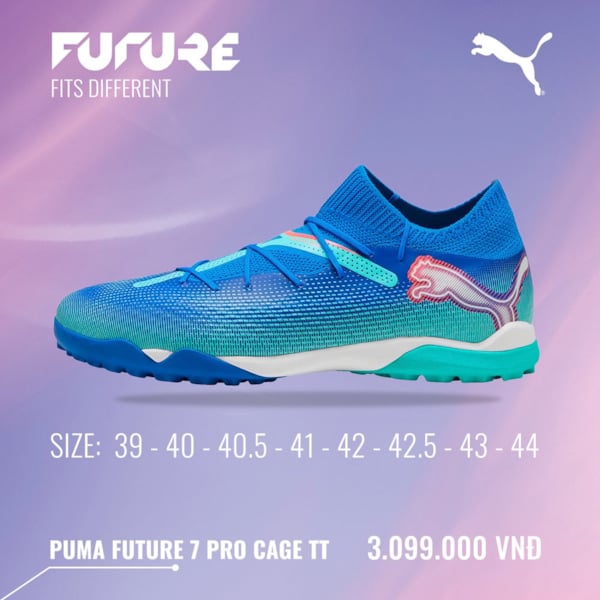 FUTURE
FITS DIFFERENT
SIZE: 39 - 40 - 40.5 - 41 - 42 - 42.5 - 43 - 44
PUMA FUTURE 7 PRO CAGE TT 3.099.000 VNĐ